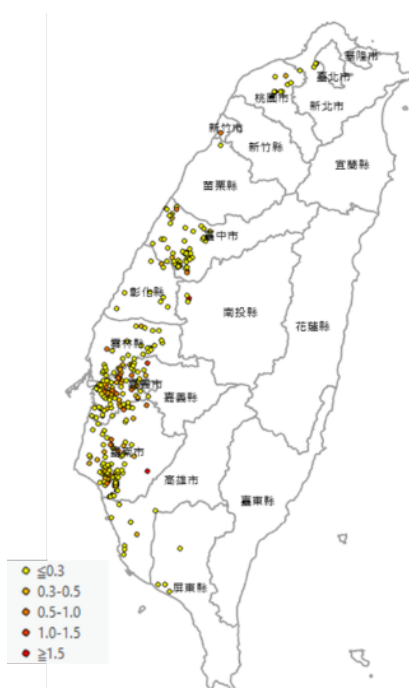 基隆市
臺北市
桃園市
新北市
新竹市
新竹縣
宜蘭縣
苗栗縣
臺中市
彰化縣
南投縣
花蓮縣
雲林縣
嘉義市
嘉義縣
臺南市
高雄市
臺東縣
屏東縣
≦0.3
0.3-0.5
0.5-1.0
1.0-1.5
≧1.5